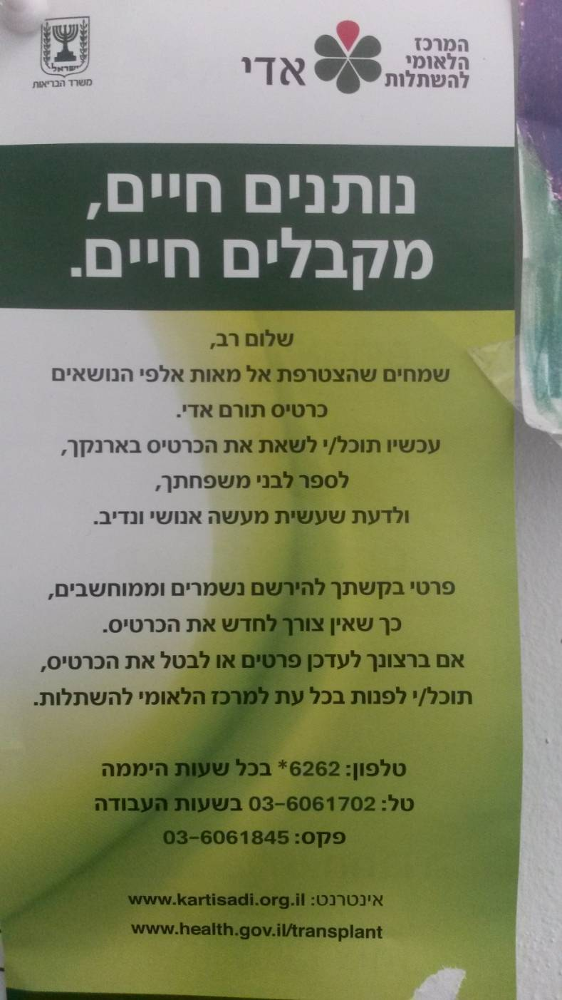 ישראל
משרד הבריאות
המרכז
הלאומי
להשתלות
אדי
נותנים חיים,
מקבלים חיים.
שלום רב,
שמחים שהצטרפת אל מאות אלפי הנושאים
כרטיס תורם אדי.
עכשיו תוכל/י לשאת את הכרטיס בארנקך,
לספר לבני משפחתך,
ולדעת שעשית מעשה אנושי ונדיב.
פרטי בקשתך להירשם נשמרים וממוחשבים,
כך שאין צורך לחדש את הכרטיס.
אם ברצונך לעדכן פרטים או לבטל את הכרטיס,
תוכל/י לפנות בכל עת למרכז הלאומי להשתלות.
טלפון: 6262* בכל שעות היממה
טל: 03-6061702 בשעות העבודה
פקס: 03-6061845
אינטרנט: www.kartisadi.org.il
www.health.gov.il/transplant